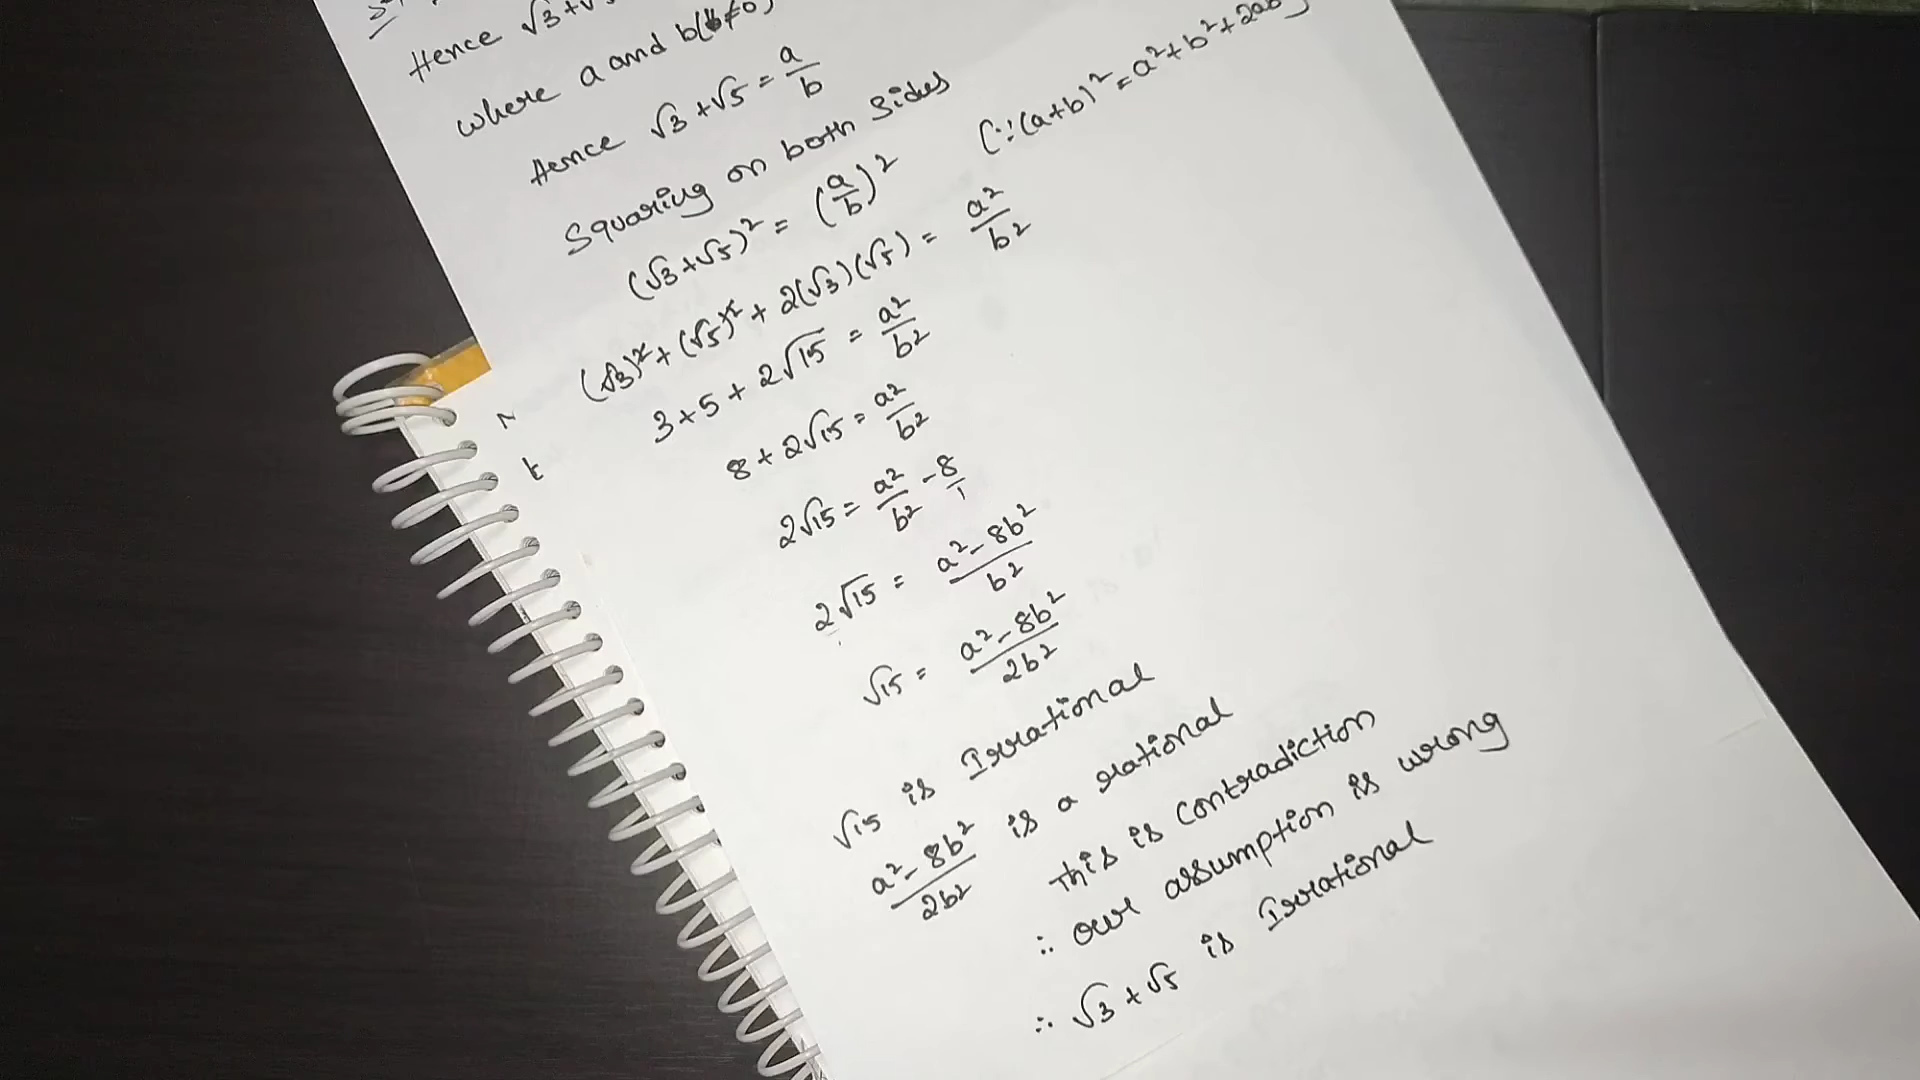 Hence √3+√
where a and b(b≠0)
Hence √3+√5 = a/b
Squaring on both Sides
(√3+√5)² = (a/b)² (∵(a+b)²=a²+b²+2ab)
(√3)²+(√5)²+2(√3)(√5) = a²/b²
3+5+2√15 = a²/b²
8+2√15 = a²/b²
2√15 = a²/b² - 8/1
2√15 = a²-8b²/b²
√15 = a²-8b²/2b²
√15 is Irrational
a²-8b²/2b² is a rational
This is contradiction
∴ our assumption is wrong
∴ √3+√5 is Irrational